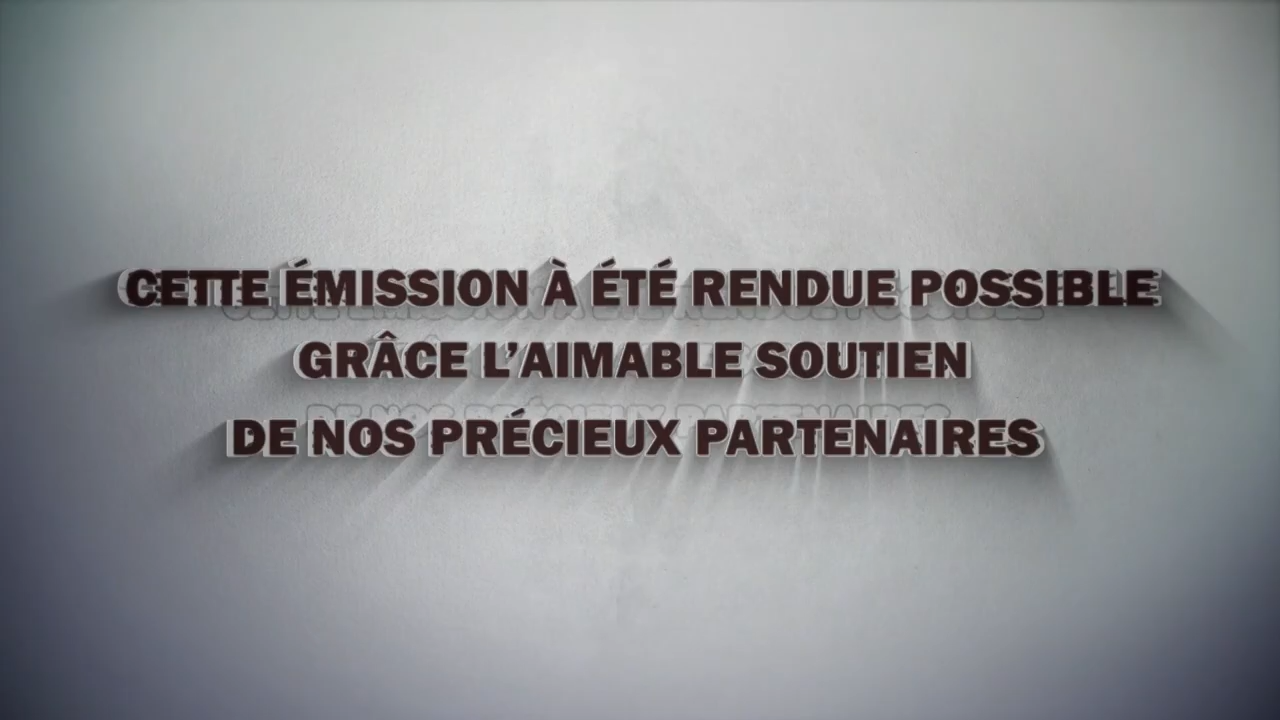 CETTE ÉMISSION À ÉTÉ RENDUE POSSIBLE
GRÂCE L’AIMABLE SOUTIEN
DE NOS PRÉCIEUX PARTENAIRES